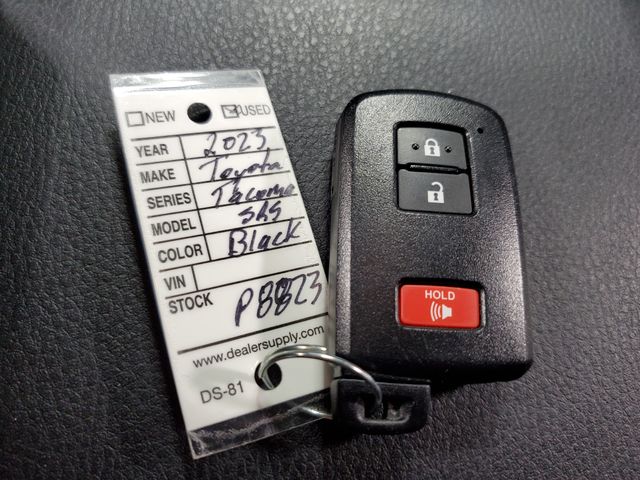 NEW USED
YEAR 2023
MAKE Toyota
SERIES Tacoma
MODEL SR5
COLOR Black
VIN
STOCK P8823
www.dealersupply.com
DS-81
HOLD